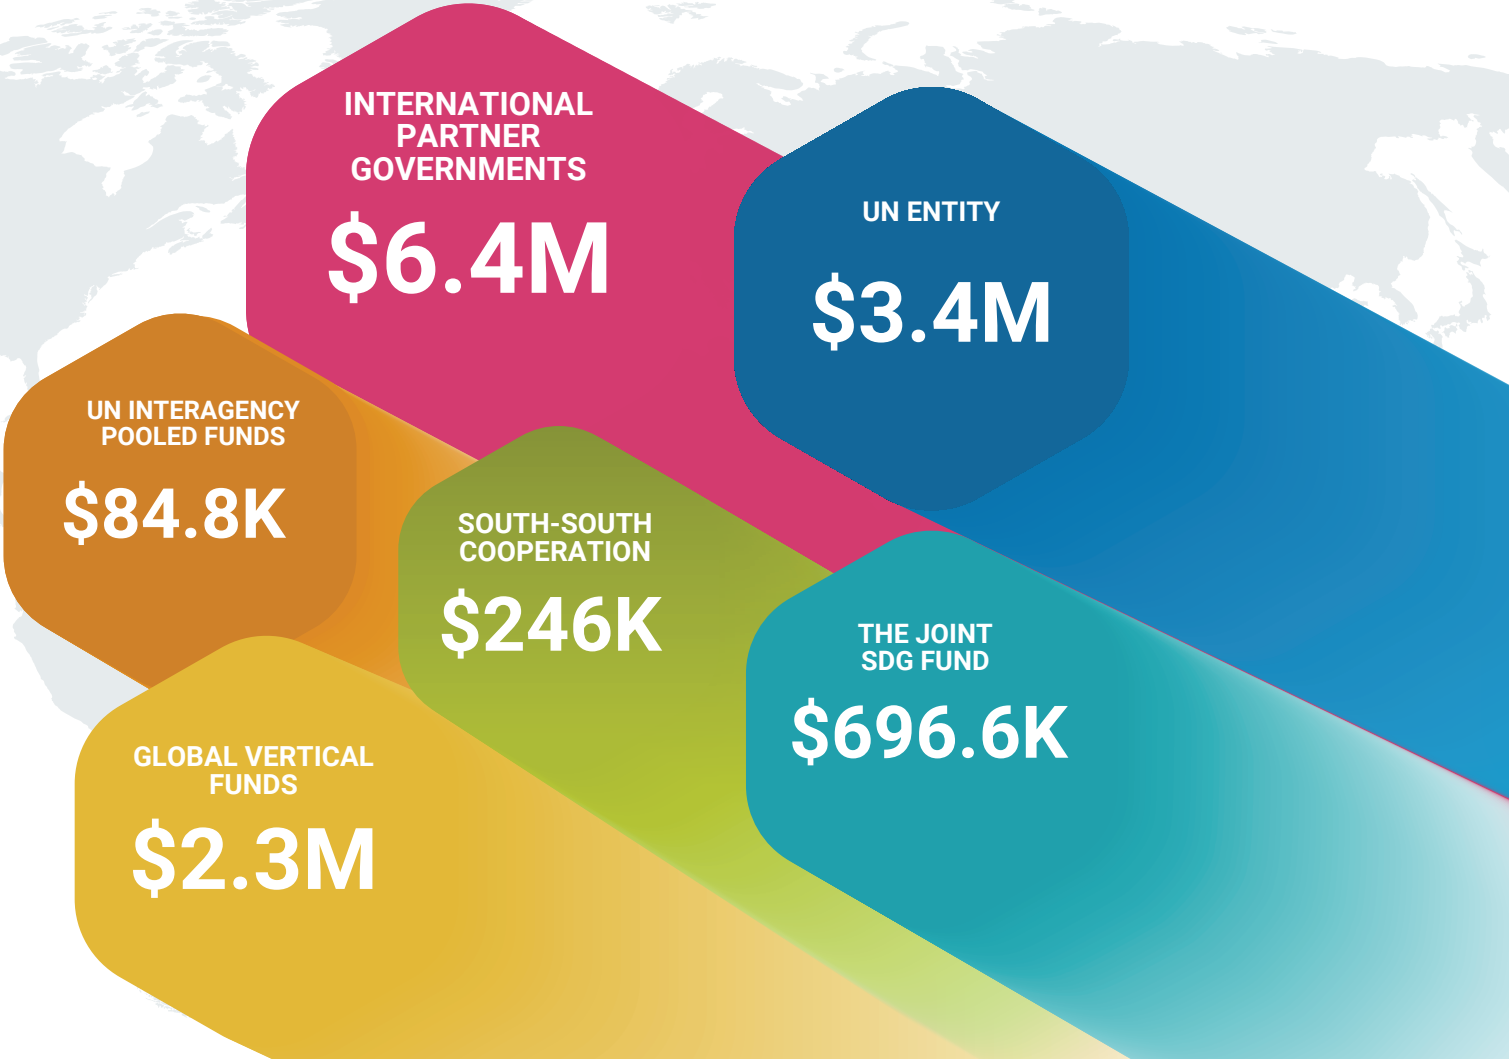 INTERNATIONAL
PARTNER
GOVERNMENTS
$6.4M
UN ENTITY
$3.4M
UN INTERAGENCY
POOLED FUNDS
$84.8K
SOUTH-SOUTH
COOPERATION
$246K
THE JOINT
SDG FUND
$696.6K
GLOBAL VERTICAL
FUNDS
$2.3M